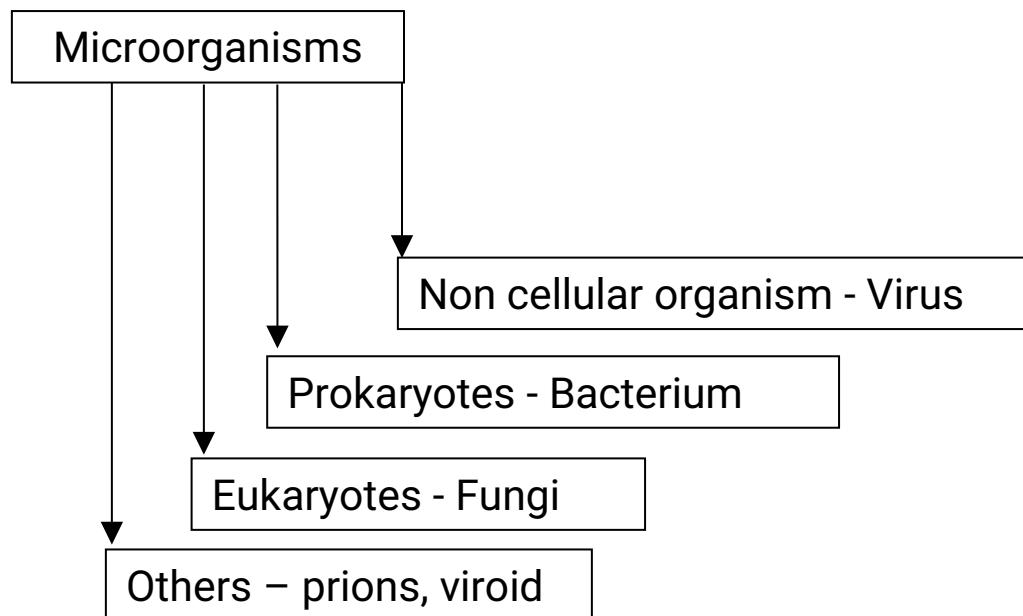 Microorganisms
Non cellular organism - Virus
Prokaryotes - Bacterium
Eukaryotes - Fungi
Others – prions, viroid